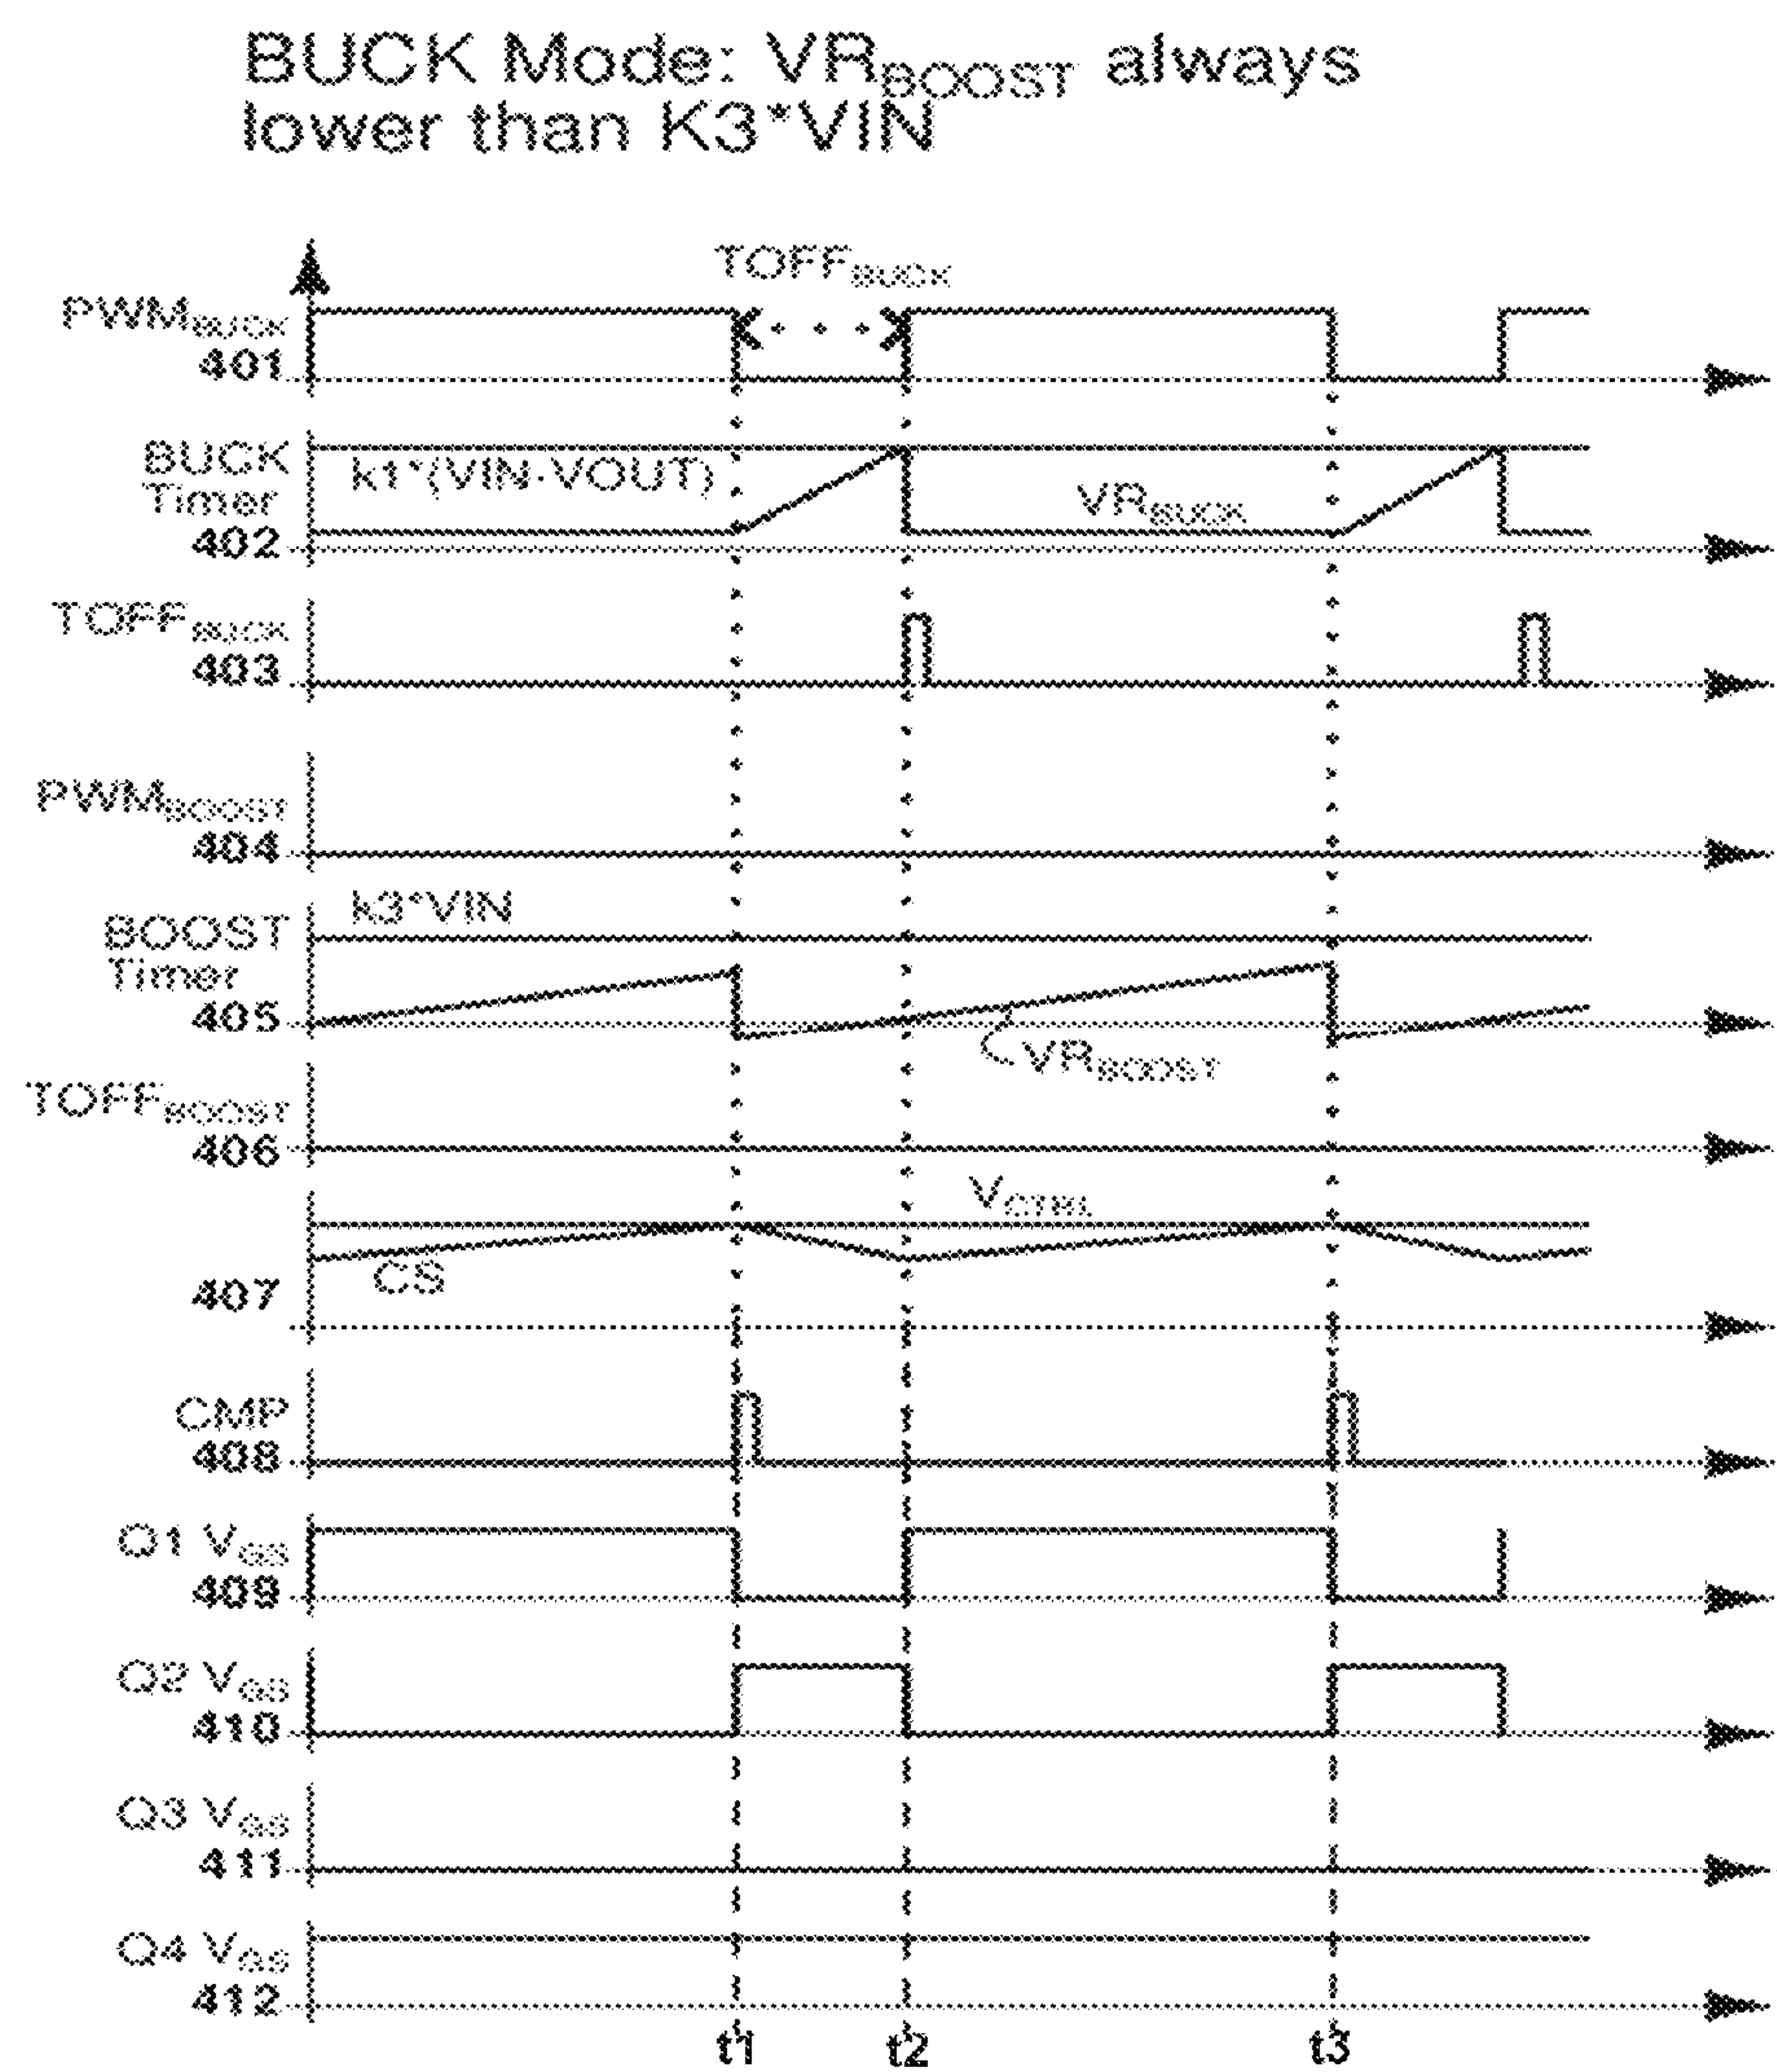 BUCK Mode: VRBOOST always
lower than K3*VIN
TOFFBUCK
PWMBUCK
401
BUCK
Timer
402
k1*(VIN-VOUT)
VRBUCK
TOFFBUCK
403
PWMBOOST
404
k3*VIN
BOOST
Timer
405
VRBOOST
TOFFBOOST
406
VCTRL
CS
407
CMP
408
Q1 VGS
409
Q2 VGS
410
Q3 VGS
411
Q4 VGS
412
t1 t2 t3